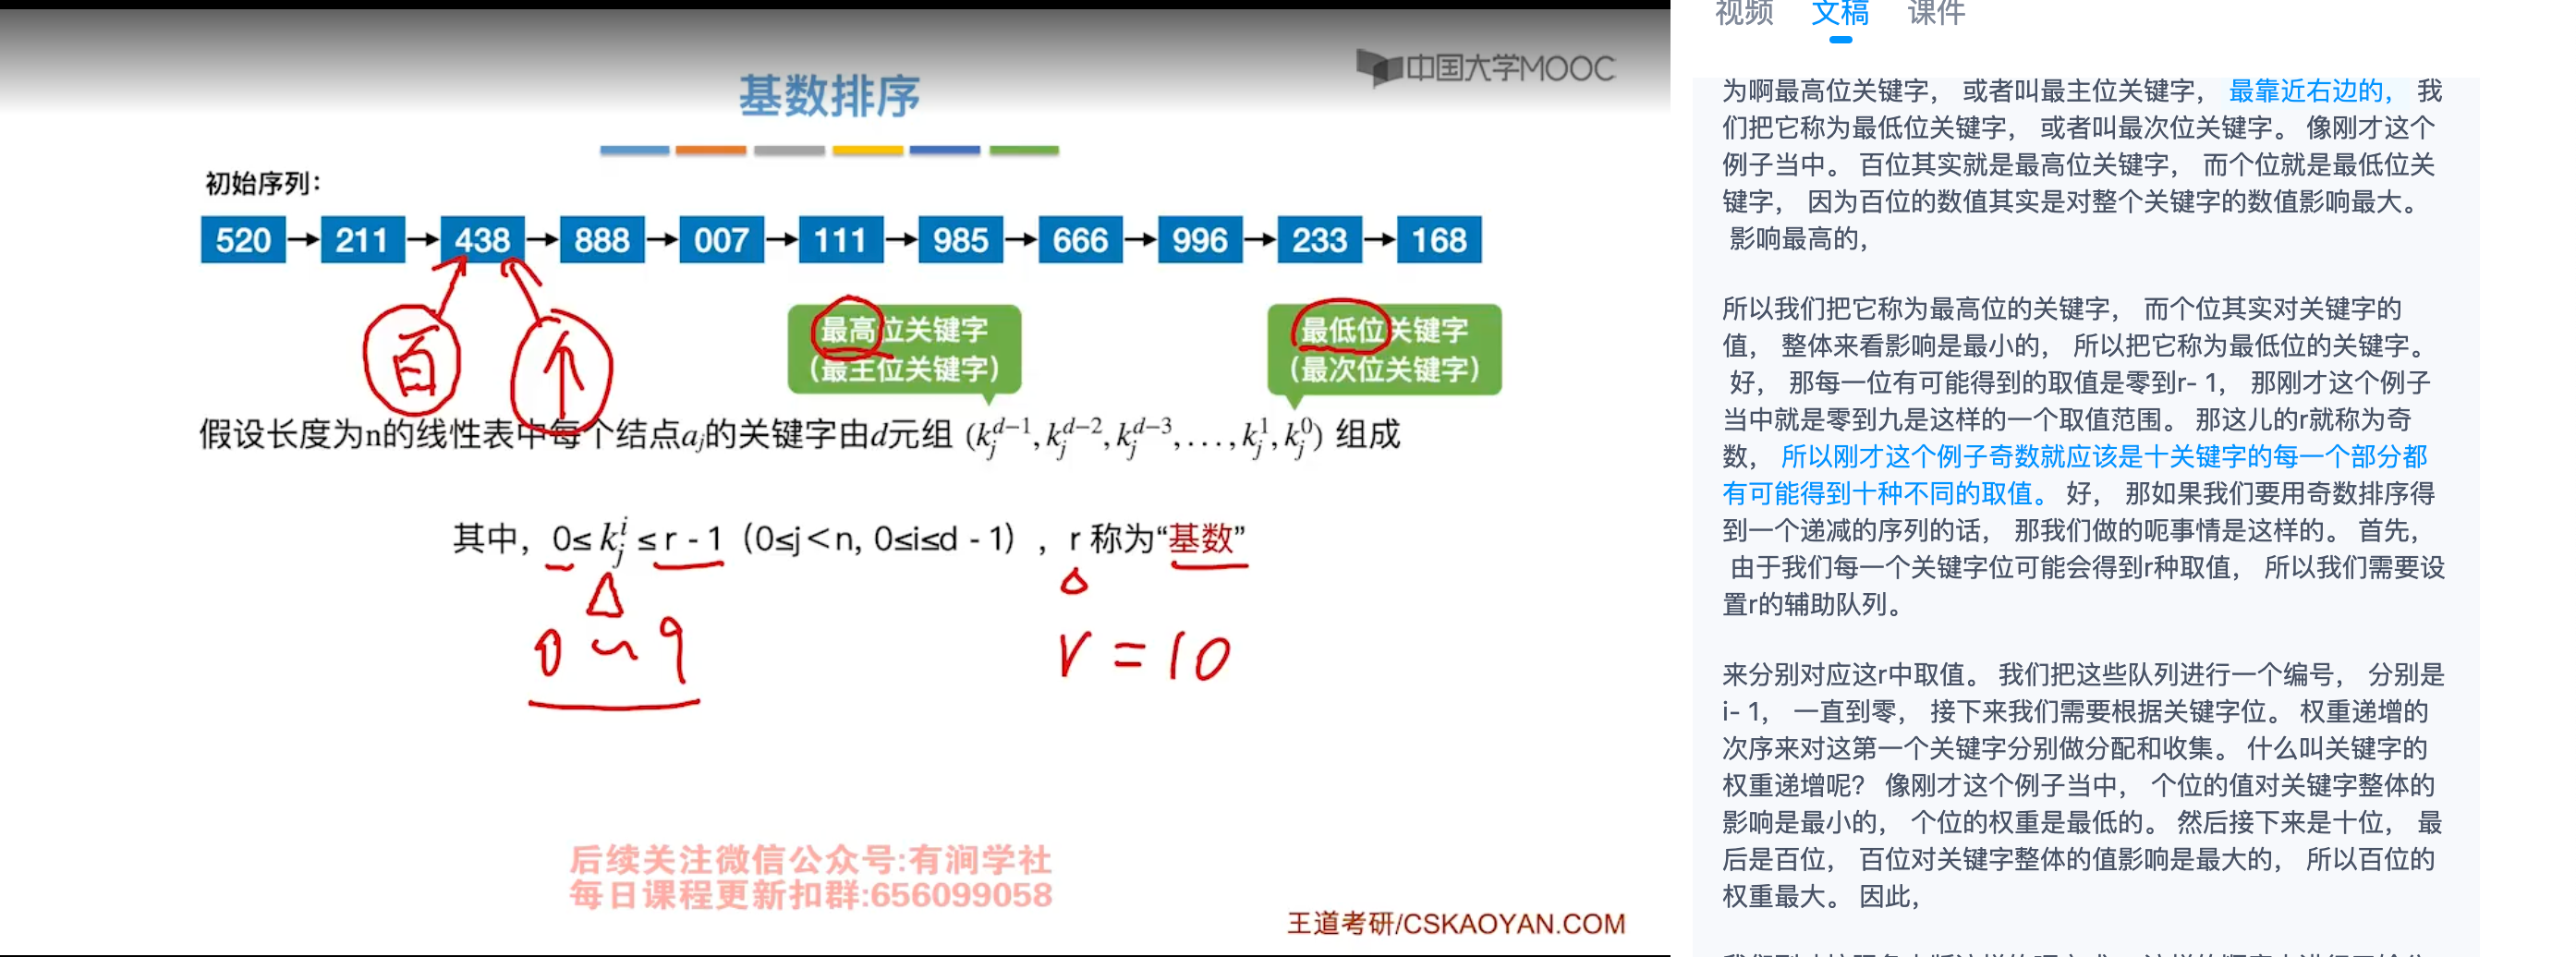 中国大学MOOC
基数排序
初始序列：
520 → 211 → 438 → 888 → 007 → 111 → 985 → 666 → 996 → 233 → 168
百 个
最高位关键字
（最主位关键字）
最低位关键字
（最次位关键字）
假设长度为n的线性表中每个结点aⱼ的关键字由d元组 (kⱼ^{d−1}, kⱼ^{d−2}, kⱼ^{d−3}, . . . , kⱼ^1, kⱼ^0) 组成
其中，0≤ kⱼ^i ≤ r - 1（0≤j＜n, 0≤i≤d - 1），r 称为“基数”
0 ~ 9
r = 10
后续关注微信公众号:有涧学社
每日课程更新扣群:656099058
王道考研/CSKAOYAN.COM
视频 文稿 课件
为啊最高位关键字， 或者叫最主位关键字， 最靠近右边的， 我
们把它称为最低位关键字， 或者叫最次位关键字。 像刚才这个
例子当中。 百位其实就是最高位关键字， 而个位就是最低位关
键字， 因为百位的数值其实是对整个关键字的数值影响最大。
影响最高的，
所以我们把它称为最高位的关键字， 而个位其实对关键字的
值， 整体来看影响是最小的， 所以把它称为最低位的关键字。
好， 那每一位有可能得到的取值是零到r- 1， 那刚才这个例子
当中就是零到九是这样的一个取值范围。 那这儿的r就称为奇
数， 所以刚才这个例子奇数就应该是十关键字的每一个部分都
有可能得到十种不同的取值。 好， 那如果我们要用奇数排序得
到一个递减的序列的话， 那我们做的呃事情是这样的。 首先，
由于我们每一个关键字位可能会得到r种取值， 所以我们需要设
置r的辅助队列。
来分别对应这r中取值。 我们把这些队列进行一个编号， 分别是
i- 1， 一直到零， 接下来我们需要根据关键字位。 权重递增的
次序来对这第一个关键字分别做分配和收集。 什么叫关键字的
权重递增呢？ 像刚才这个例子当中， 个位的值对关键字整体的
影响是最小的， 个位的权重是最低的。 然后接下来是十位， 最
后是百位， 百位对关键字整体的值影响是最大的， 所以百位的
权重最大。 因此，